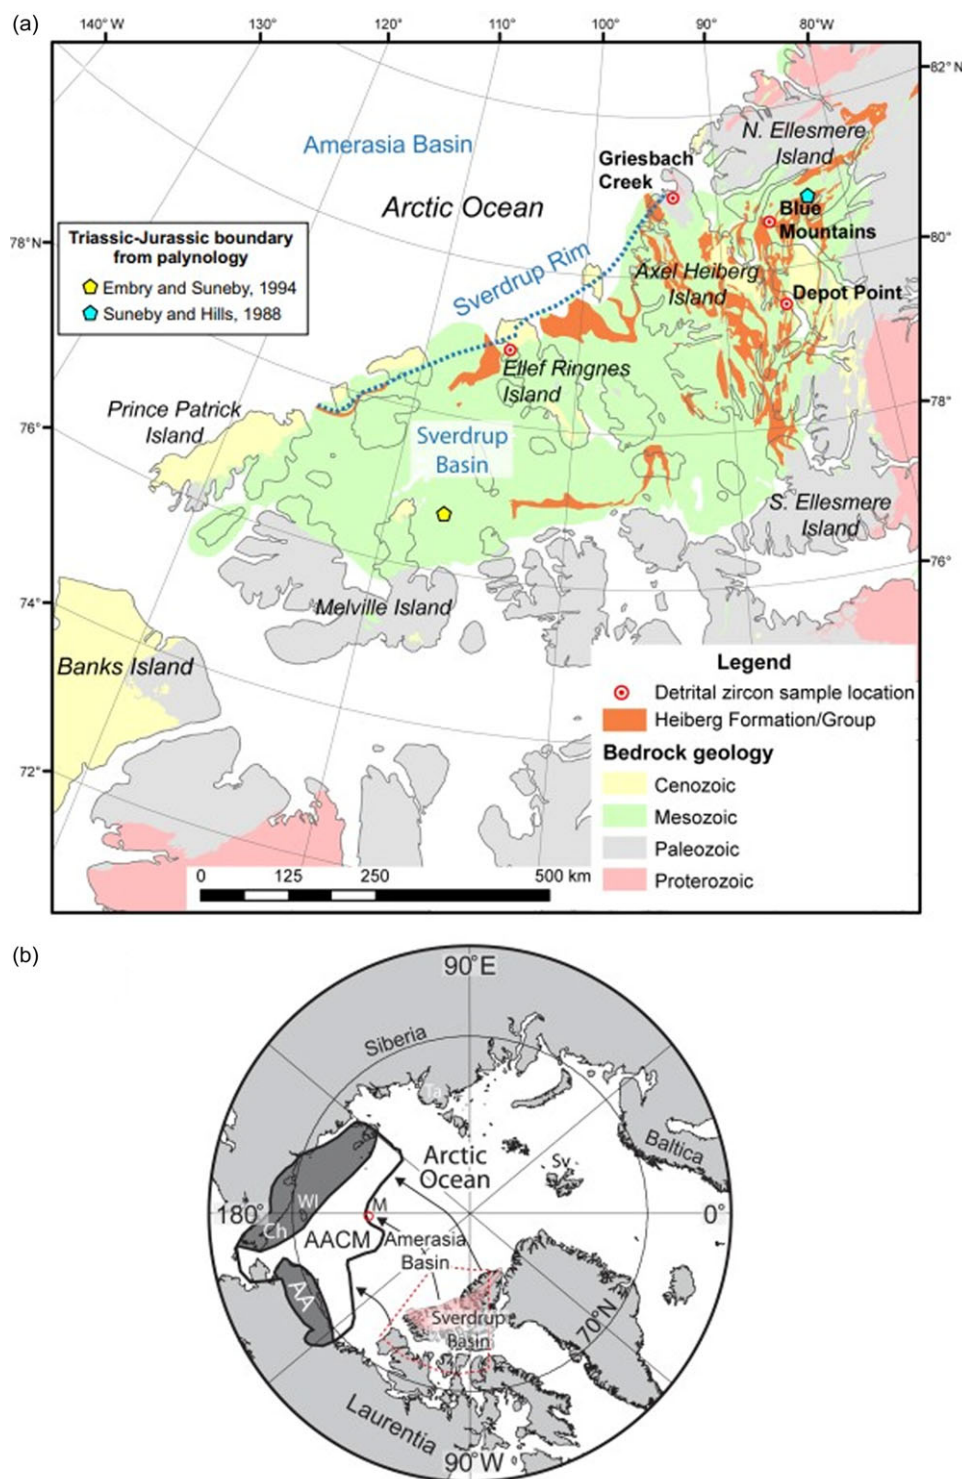 (a)
140°W
130°
120°
110°
100°
90°
80°W
82°N
Amerasia Basin
Arctic Ocean
Griesbach
Creek
N. Ellesmere
Island
Blue
Mountains
78°N
80°
Triassic-Jurassic boundary
from palynology
Embry and Suneby, 1994
Suneby and Hills, 1988
Sverdrup Rim
Axel Heiberg
Island
Depot Point
Ellef Ringnes
Island
Prince Patrick
Island
76°
78°
Sverdrup
Basin
S. Ellesmere
Island
76°
74°
Melville Island
Banks Island
72°
Legend
Detrital zircon sample location
Heiberg Formation/Group
Bedrock geology
Cenozoic
Mesozoic
Paleozoic
Proterozoic
0
125
250
500 km
(b)
90°E
Siberia
Ta
Baltica
Arctic
Ocean
Sv
WI
M
180°
Ch
AACM
Amerasia
Basin
0°
AA
Sverdrup
Basin
70°N
Laurentia
90°W